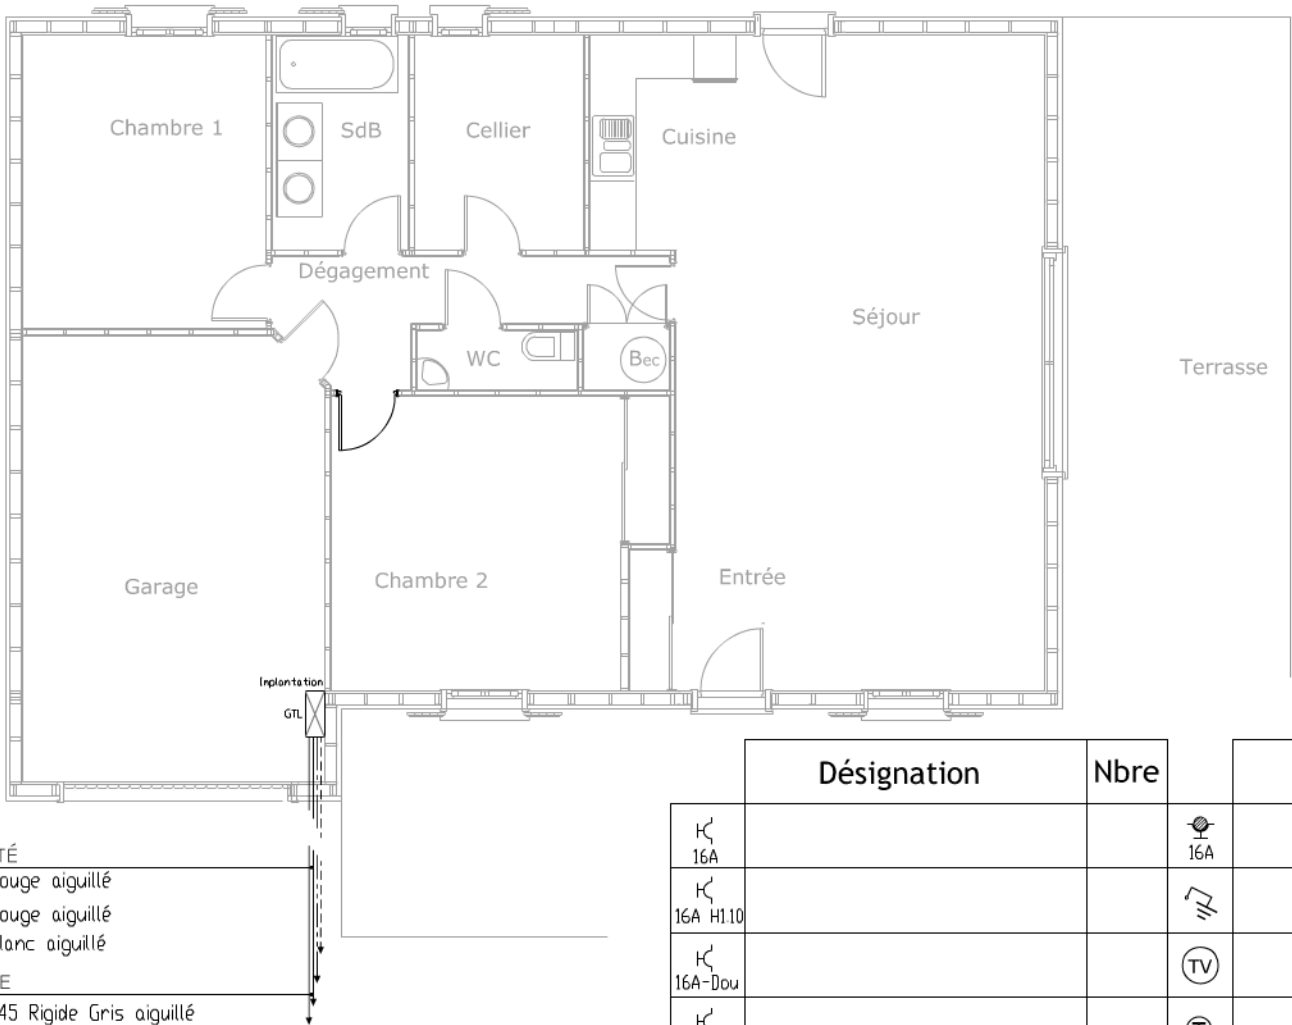 Chambre 1
SdB
Cellier
Cuisine
Dégagement
Séjour
WC
Bec
Terrasse
Garage
Chambre 2
Entrée
Implantation
GTL
Désignation Nbre
16A
16A
16A H1.10
TV
16A-Dou
TÉ
ouge aiguillé
ouge aiguillé
lanc aiguillé
E
45 Rigide Gris aiguillé